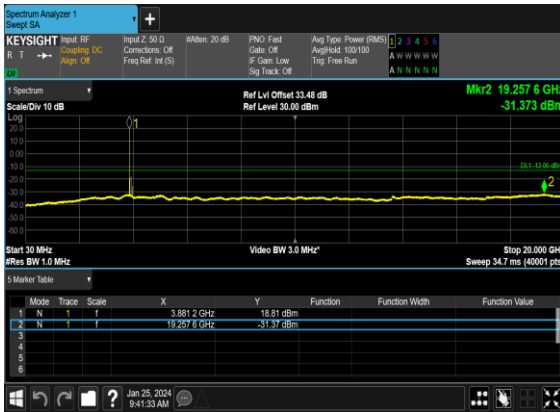 Spectrum Analyzer 1
Swept SA
+
KEYSIGHT
R T
LXI
Input: RF
Coupling: DC
Align: Off
Input Z: 50 Ω
Corrections: Off
Freq Ref: Int (S)
#Atten: 20 dB
PNO: Fast
Gate: Off
IF Gain: Low
Sig Track: Off
Avg Type: Power (RMS)
Avg|Hold: 100/100
Trig: Free Run
1 2 3 4 5 6
A W W W W W
A N N N N N
1 Spectrum
Scale/Div 10 dB
Ref Lvl Offset 33.48 dB
Ref Level 30.00 dBm
Mkr2 19.257 6 GHz
-31.373 dBm
Log
20.0
10.0
0.00
-10.0
-20.0
-30.0
-40.0
-50.0
-60.0
1
DL1 -13.00 dBm
2
Start 30 MHz
#Res BW 1.0 MHz
Video BW 3.0 MHz*
Stop 20.000 GH
Sweep 34.7 ms (40001 pts
5 Marker Table
Mode Trace Scale X Y Function Function Width Function Value
1 N 1 f 3.881 2 GHz 18.81 dBm
2 N 1 f 19.257 6 GHz -31.37 dBm
3
4
5
6
?
Jan 25, 2024
9:41:33 AM